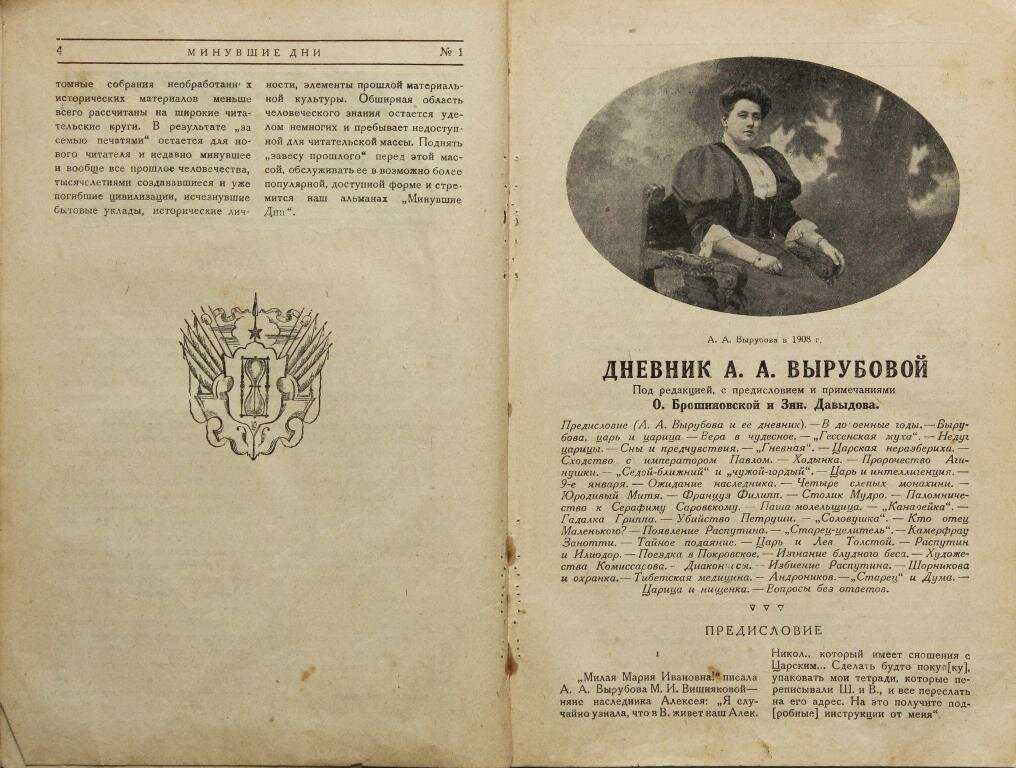 4 МИНУВШИЕ ДНИ № 1
томные собрания необработанных
исторических материалов меньше
всего рассчитаны на широкие чита-
тельские круги. В результате „за
семью печатями“ остается для но-
вого читателя и недавно минувшее
и вообще все прошлое человечества,
тысячелетиями создававшиеся и уже
погибшие цивилизации, исчезнувшие
бытовые уклады, исторические лич-
ности, элементы прошлой материаль-
ной культуры. Обширная область
человеческого знания остается уде-
лом немногих и пребывает недоступ-
ной для читательской массы. Поднять
„завесу прошлого“ перед этой мас-
сой, обслуживать ее в возможно более
популярной, доступной форме и стре-
мится наш альманах „Минувшие
Дни“.
А. А. Вырубова в 1908 г.
ДНЕВНИК А. А. ВЫРУБОВОЙ
Под редакцией, с предисловием и примечаниями
О. Брошниовской и Зин. Давыдова.
Предисловие (А. А. Вырубова и ее дневник). — В довоенные годы. — Выру-
бова, царь и царица. — Вера в чудесное. — „Гессенская муха“. — Недуг
царицы. — Сны и предчувствия. — „Гневная“. — Царская неразбериха. —
Сходство с императором Павлом. — Ходынка. — Пророчество Аги-
нушки. — „Седой-ближний“ и „чужой-гордый“. — Царь и интеллигенция. —
9-е января. — Ожидание наследника. — Четыре слепых монахини. —
Юродивый Митя. — Француз Филипп. — Столик Мудро. — Паломниче-
ство к Серафиму Саровскому. — Паша молельщица. — „Канарейка“. —
Гадалка Гриппа. — Убийство Петруши. — „Соловушка“. — Кто отец
Маленького? — Появление Распутина. — „Старец-целитель“. — Камерфрау
Занотти. — Тайное подаяние. — Царь и Лев Толстой. — Распутин
и Илиодор. — Поездка в Покровское. — Изгнание блудного беса. — Художе-
ства Комиссарова. — Диакониссы. — Избиение Распутина. — Шорникова
и охранка. — Тибетская медицина. — Андроников. — „Старец“ и Дума. —
Царица и нищенка. — Вопросы без ответов.
ПРЕДИСЛОВИЕ
I
„Милая Мария Ивановна!“ писала
А. А. Вырубова М. И. Вишняковой —
няне наследника Алексея: „Я слу-
чайно узнала, что в В. живет наш Алек.
Никол., который имеет сношения с
Царским... Сделать будто покуп[ку],
упаковать мои тетради, которые пе-
реписывали Ш. и В., и все переслать
на его адрес. На это получите под-
[робные] инструкции от меня“.